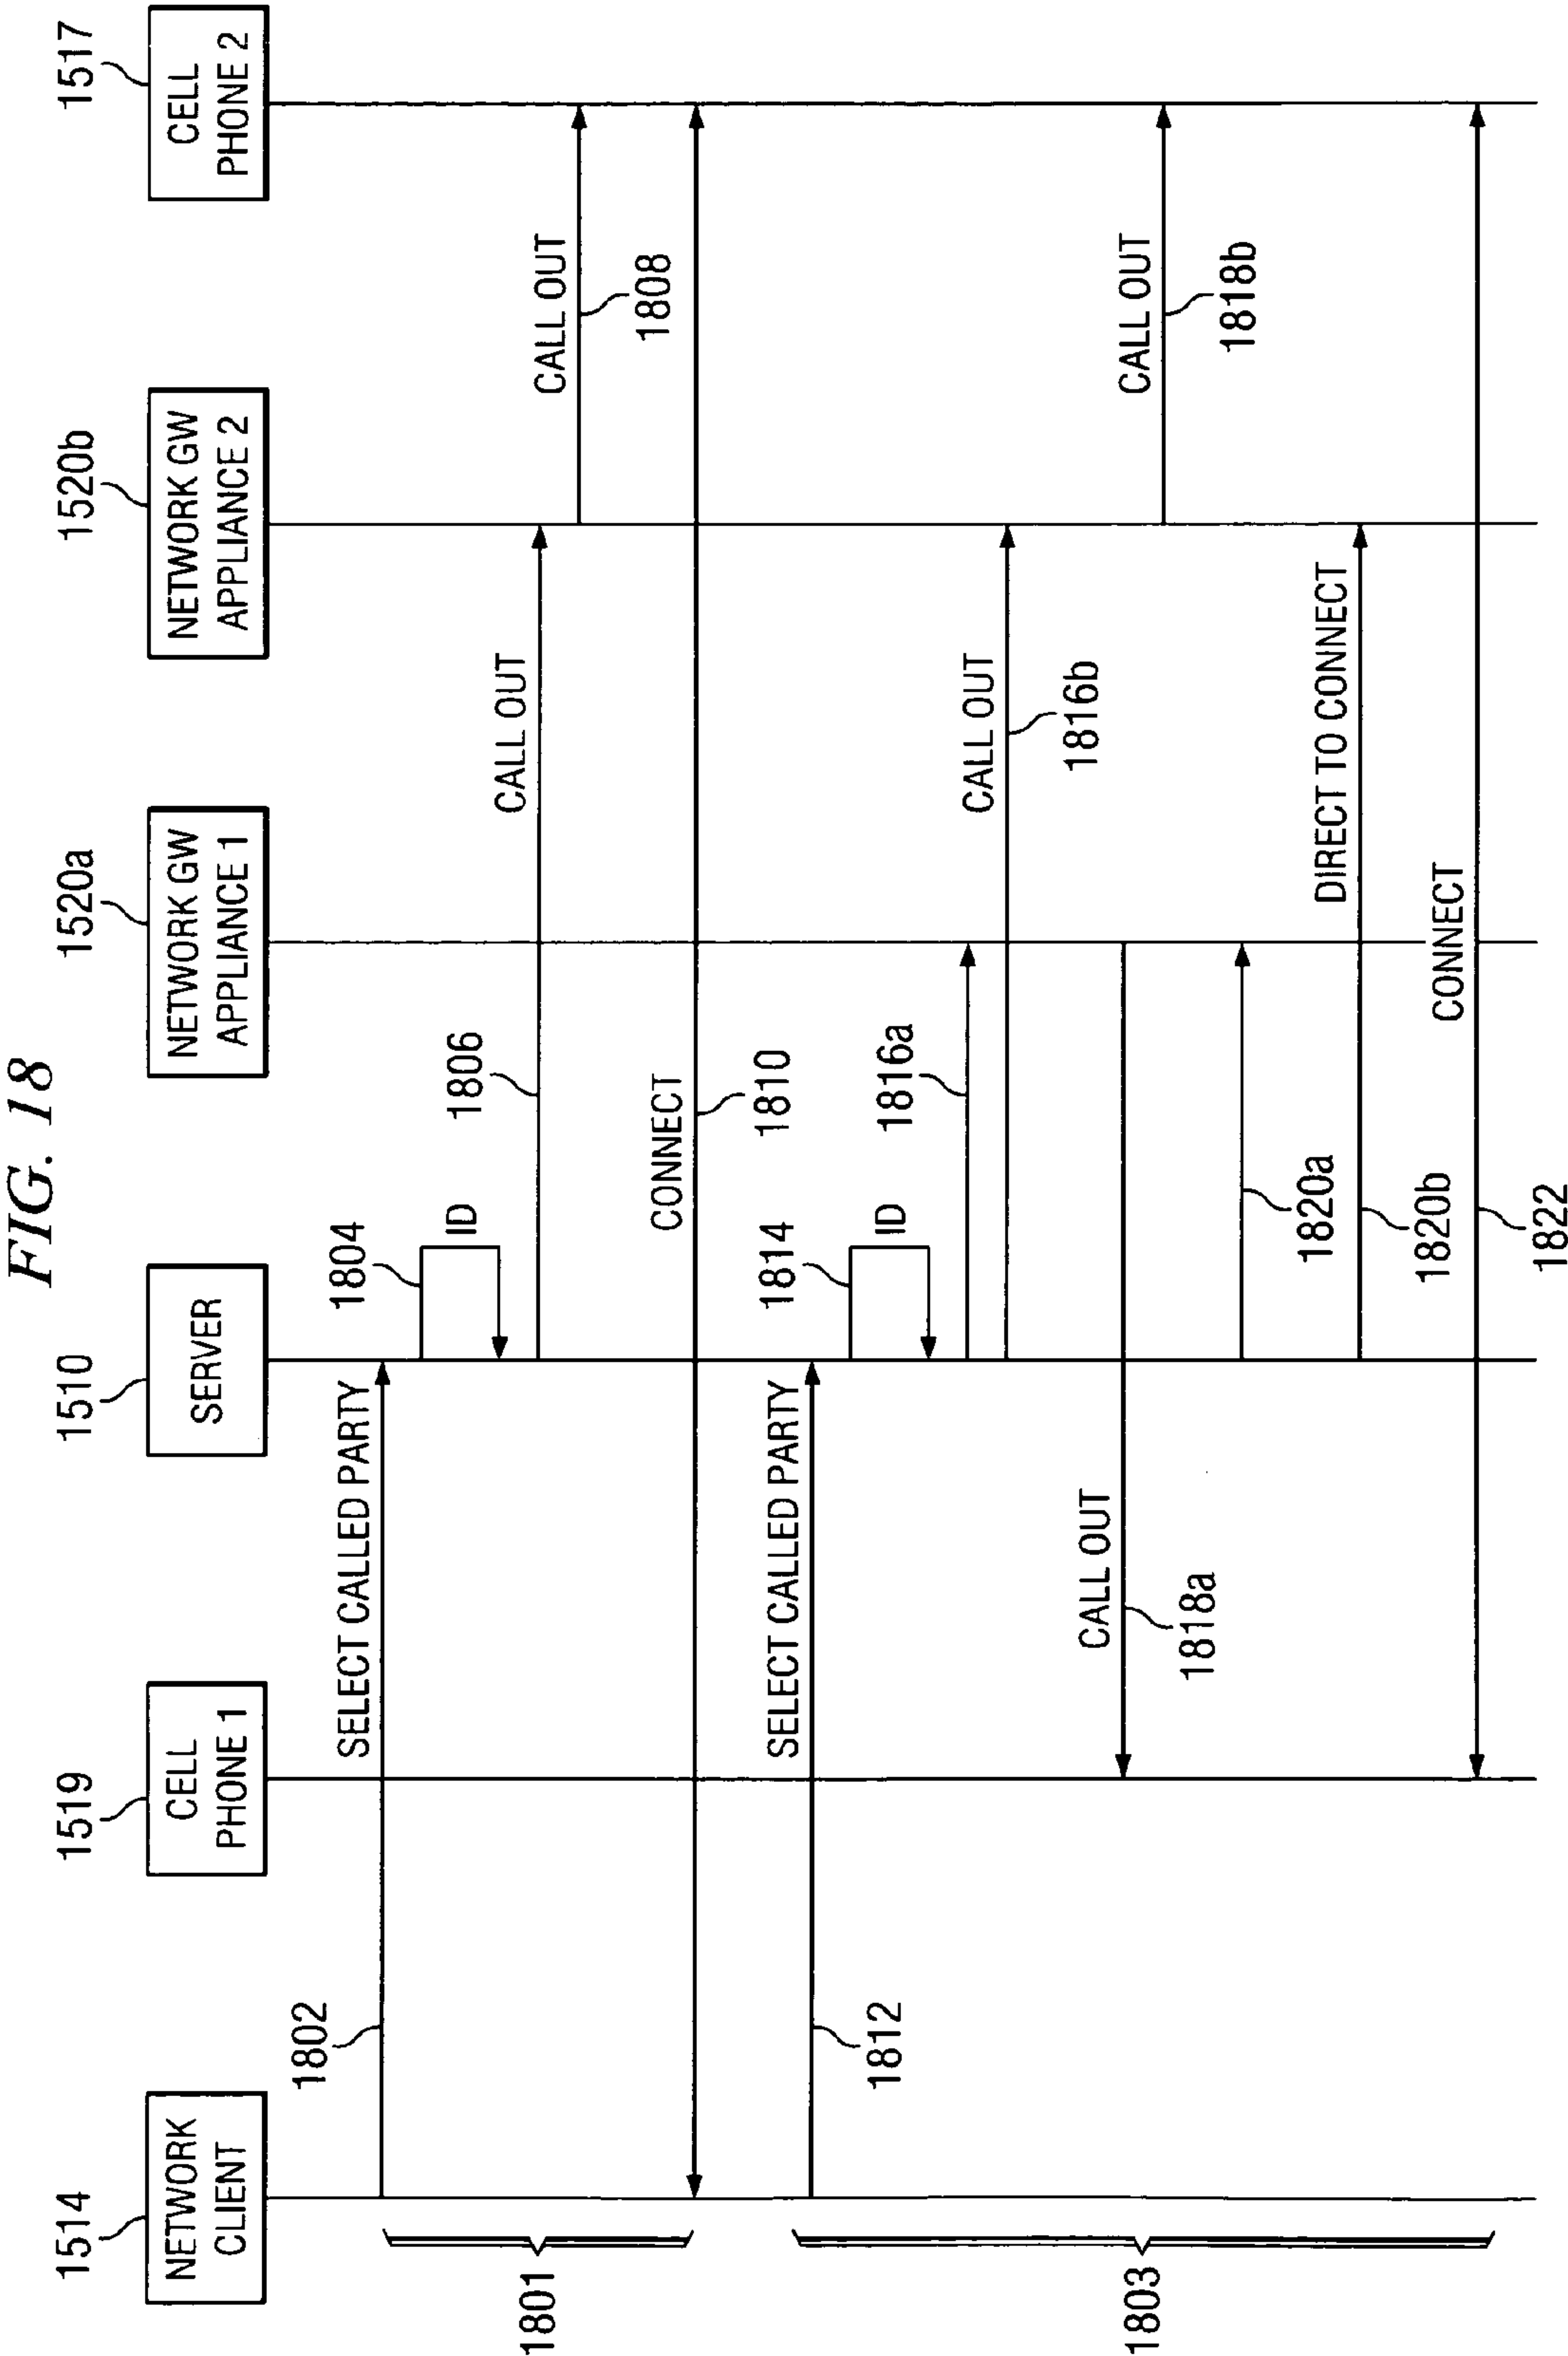 FIG. 18
1514
1519
1510
1520a
1520b
1517
NETWORK
CLIENT
CELL
PHONE 1
SERVER
NETWORK GW
APPLIANCE 1
NETWORK GW
APPLIANCE 2
CELL
PHONE 2
1801
1802
SELECT CALLED PARTY
1804
ID
1806
CALL OUT
CALL OUT
1808
CONNECT
1810
1803
SELECT CALLED PARTY
1812
1814
ID
1816a
CALL OUT
1816b
CALL OUT
1818a
CALL OUT
1818b
1820a
DIRECT TO CONNECT
1820b
CONNECT
1822